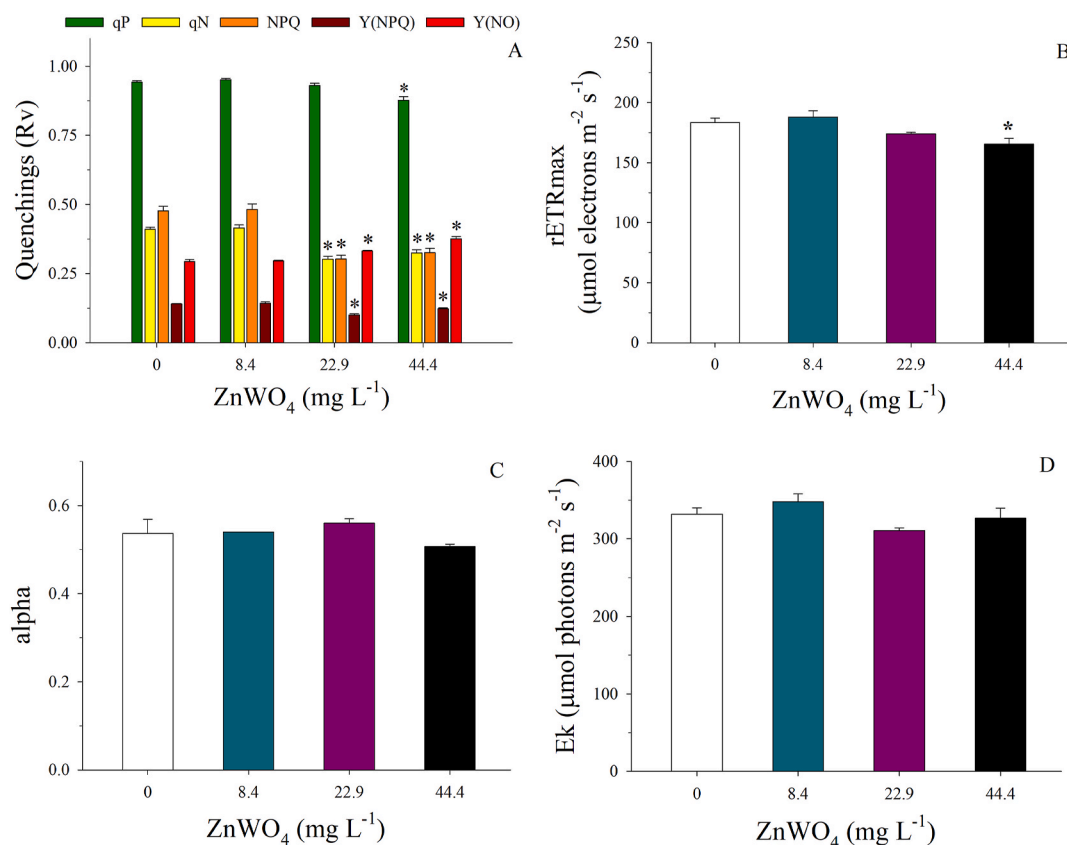 qP qN NPQ Y(NPQ) Y(NO)
A
Quenchings (Rv)
1.00
0.75
0.50
0.25
0.00
*
* * *
*
* * *
*
0 8.4 22.9 44.4
ZnWO₄ (mg L⁻¹)
B
rETRmax
(µmol electrons m⁻² s⁻¹)
250
200
150
100
50
0
*
0 8.4 22.9 44.4
ZnWO₄ (mg L⁻¹)
C
alpha
0.6
0.4
0.2
0.0
0 8.4 22.9 44.4
ZnWO₄ (mg L⁻¹)
D
Ek (µmol photons m⁻² s⁻¹)
400
300
200
100
0
0 8.4 22.9 44.4
ZnWO₄ (mg L⁻¹)